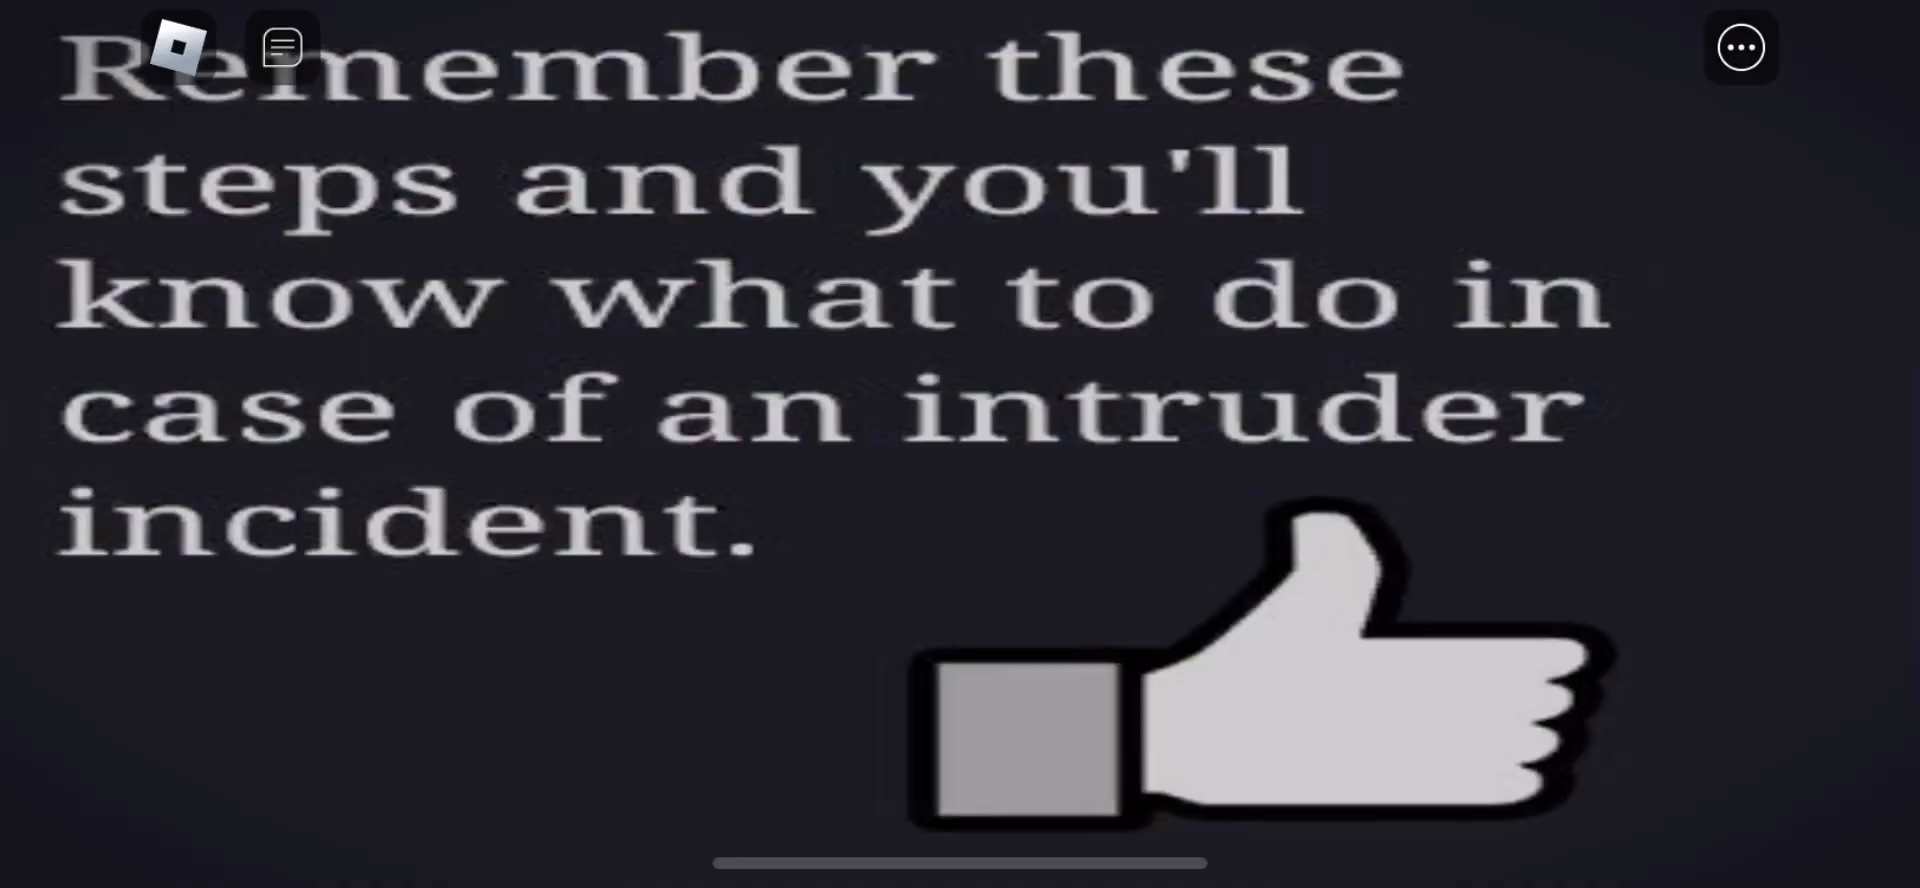 Remember these
steps and you'll
know what to do in
case of an intruder
incident.